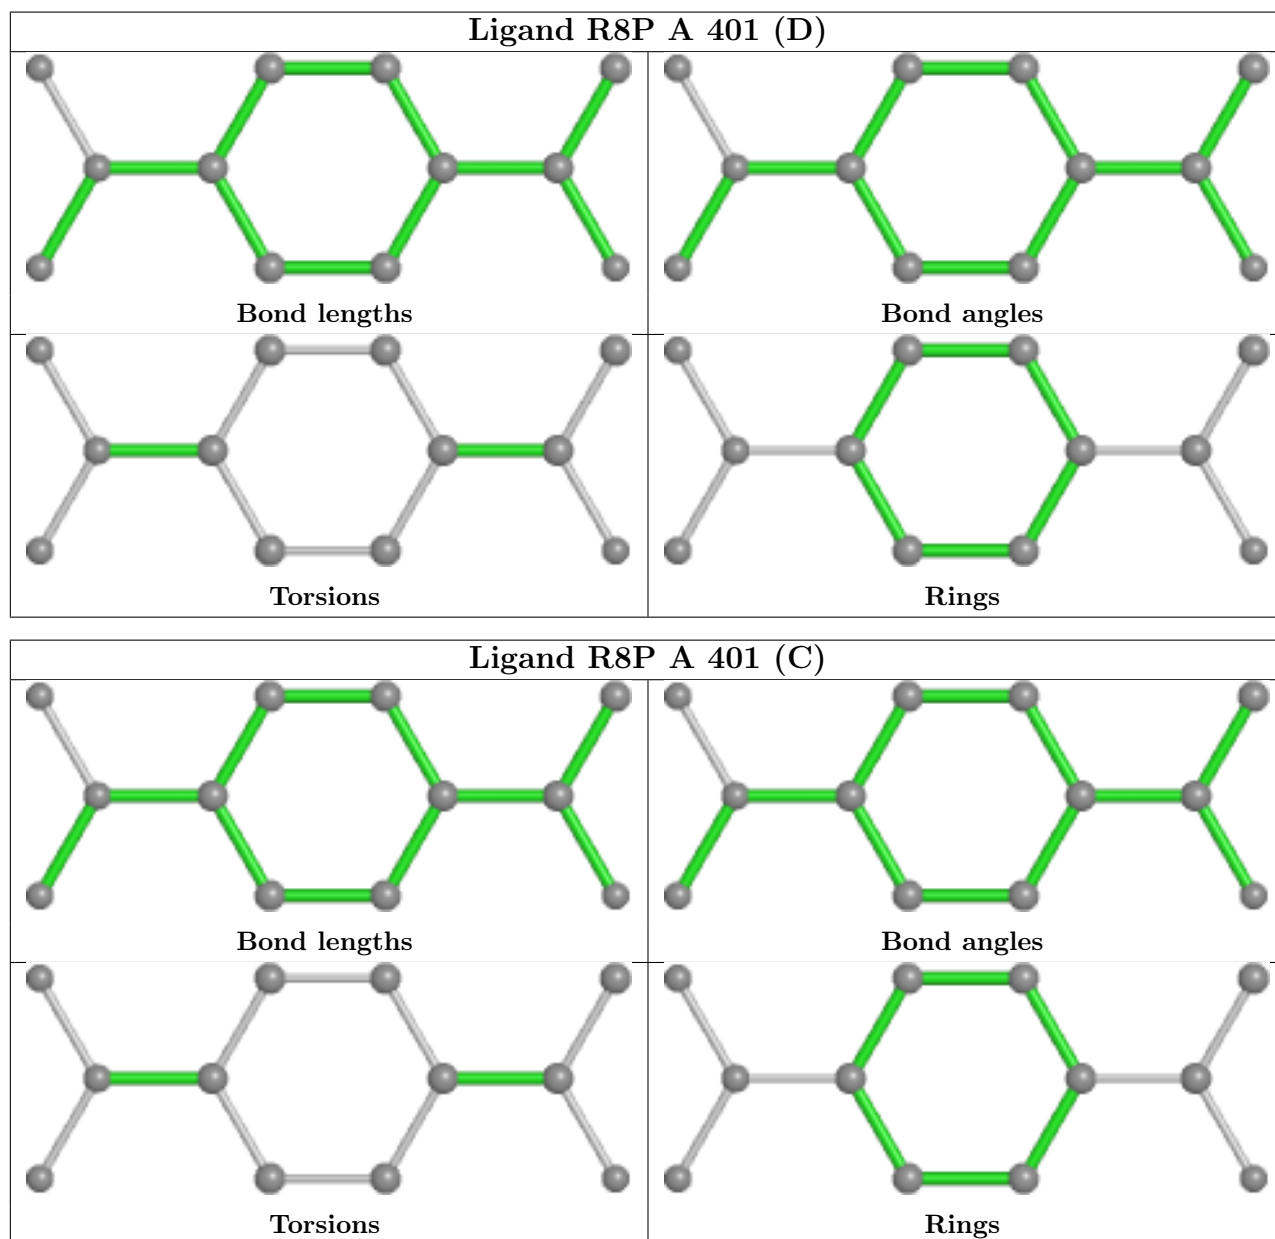 Ligand R8P A 401 (D)
Bond lengths
Bond angles
Torsions
Rings
Ligand R8P A 401 (C)
Bond lengths
Bond angles
Torsions
Rings